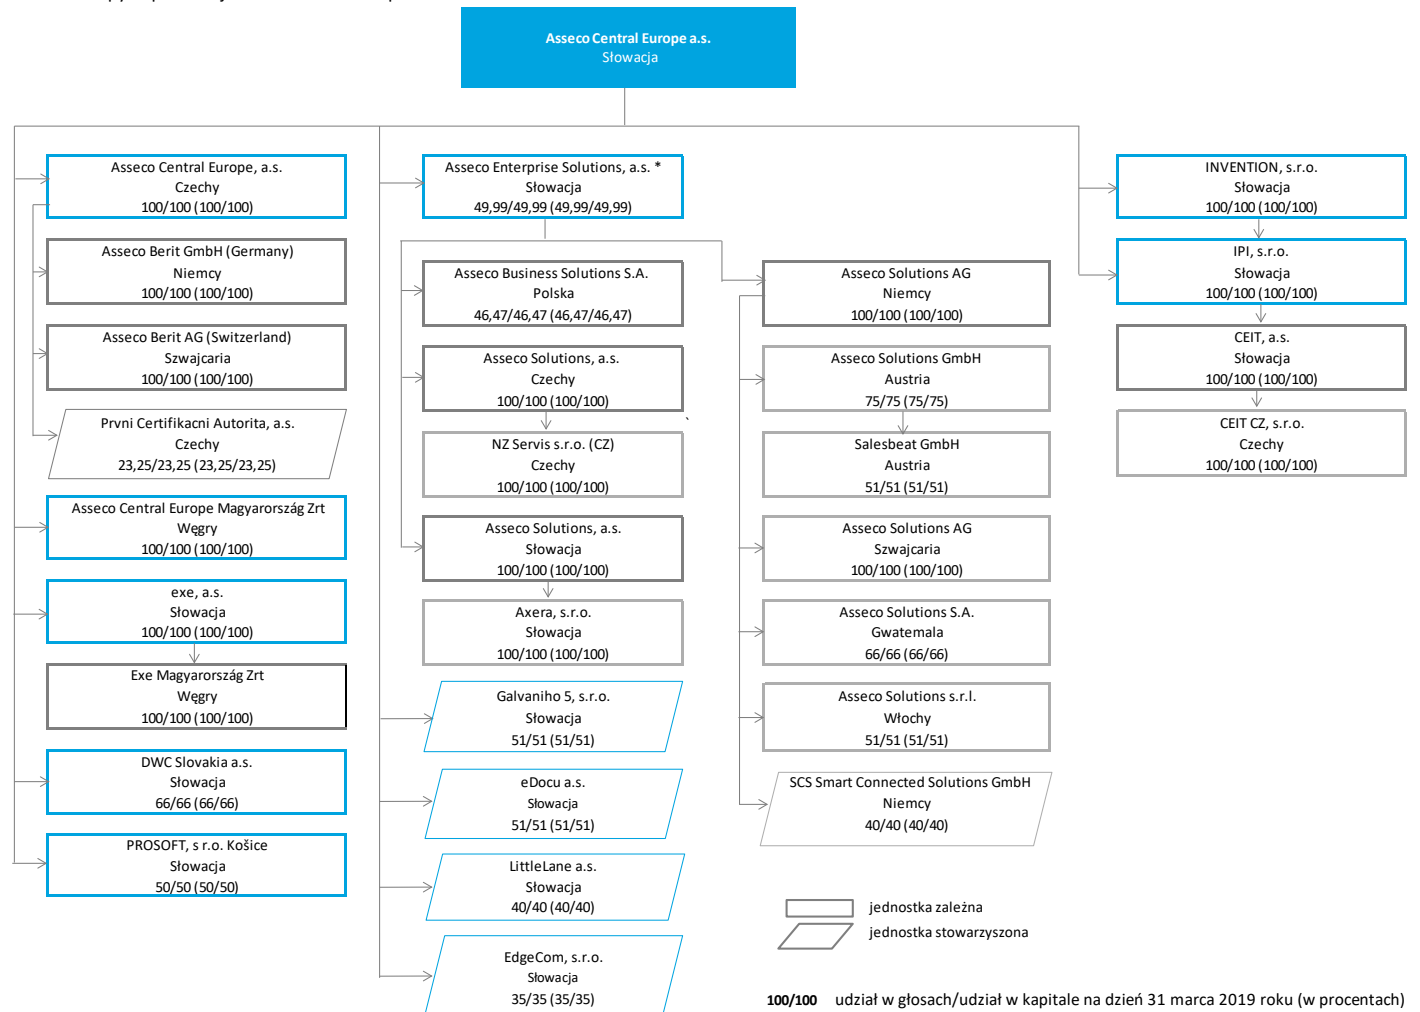 Asseco Central Europe a.s.
Słowacja
Asseco Central Europe, a.s.
Czechy
100/100 (100/100)
Asseco Berit GmbH (Germany)
Niemcy
100/100 (100/100)
Asseco Berit AG (Switzerland)
Szwajcaria
100/100 (100/100)
Prvni Certifikacni Autorita, a.s.
Czechy
23,25/23,25 (23,25/23,25)
Asseco Central Europe Magyarország Zrt
Węgry
100/100 (100/100)
exe, a.s.
Słowacja
100/100 (100/100)
Exe Magyarország Zrt
Węgry
100/100 (100/100)
DWC Slovakia a.s.
Słowacja
66/66 (66/66)
PROSOFT, s r.o. Košice
Słowacja
50/50 (50/50)
Asseco Enterprise Solutions, a.s. *
Słowacja
49,99/49,99 (49,99/49,99)
Asseco Business Solutions S.A.
Polska
46,47/46,47 (46,47/46,47)
Asseco Solutions, a.s.
Czechy
100/100 (100/100)
NZ Servis s.r.o. (CZ)
Czechy
100/100 (100/100)
Asseco Solutions, a.s.
Słowacja
100/100 (100/100)
Axera, s.r.o.
Słowacja
100/100 (100/100)
Galvaniho 5, s.r.o.
Słowacja
51/51 (51/51)
eDocu a.s.
Słowacja
51/51 (51/51)
LittleLane a.s.
Słowacja
40/40 (40/40)
EdgeCom, s.r.o.
Słowacja
35/35 (35/35)
Asseco Solutions AG
Niemcy
100/100 (100/100)
Asseco Solutions GmbH
Austria
75/75 (75/75)
Salesbeat GmbH
Austria
51/51 (51/51)
Asseco Solutions AG
Szwajcaria
100/100 (100/100)
Asseco Solutions S.A.
Gwatemala
66/66 (66/66)
Asseco Solutions s.r.l.
Włochy
51/51 (51/51)
SCS Smart Connected Solutions GmbH
Niemcy
40/40 (40/40)
INVENTION, s.r.o.
Słowacja
100/100 (100/100)
IPI, s.r.o.
Słowacja
100/100 (100/100)
CEIT, a.s.
Słowacja
100/100 (100/100)
CEIT CZ, s.r.o.
Czechy
100/100 (100/100)
jednostka zależna
jednostka stowarzyszona
100/100 udział w głosach/udział w kapitale na dzień 31 marca 2019 roku (w procentach)